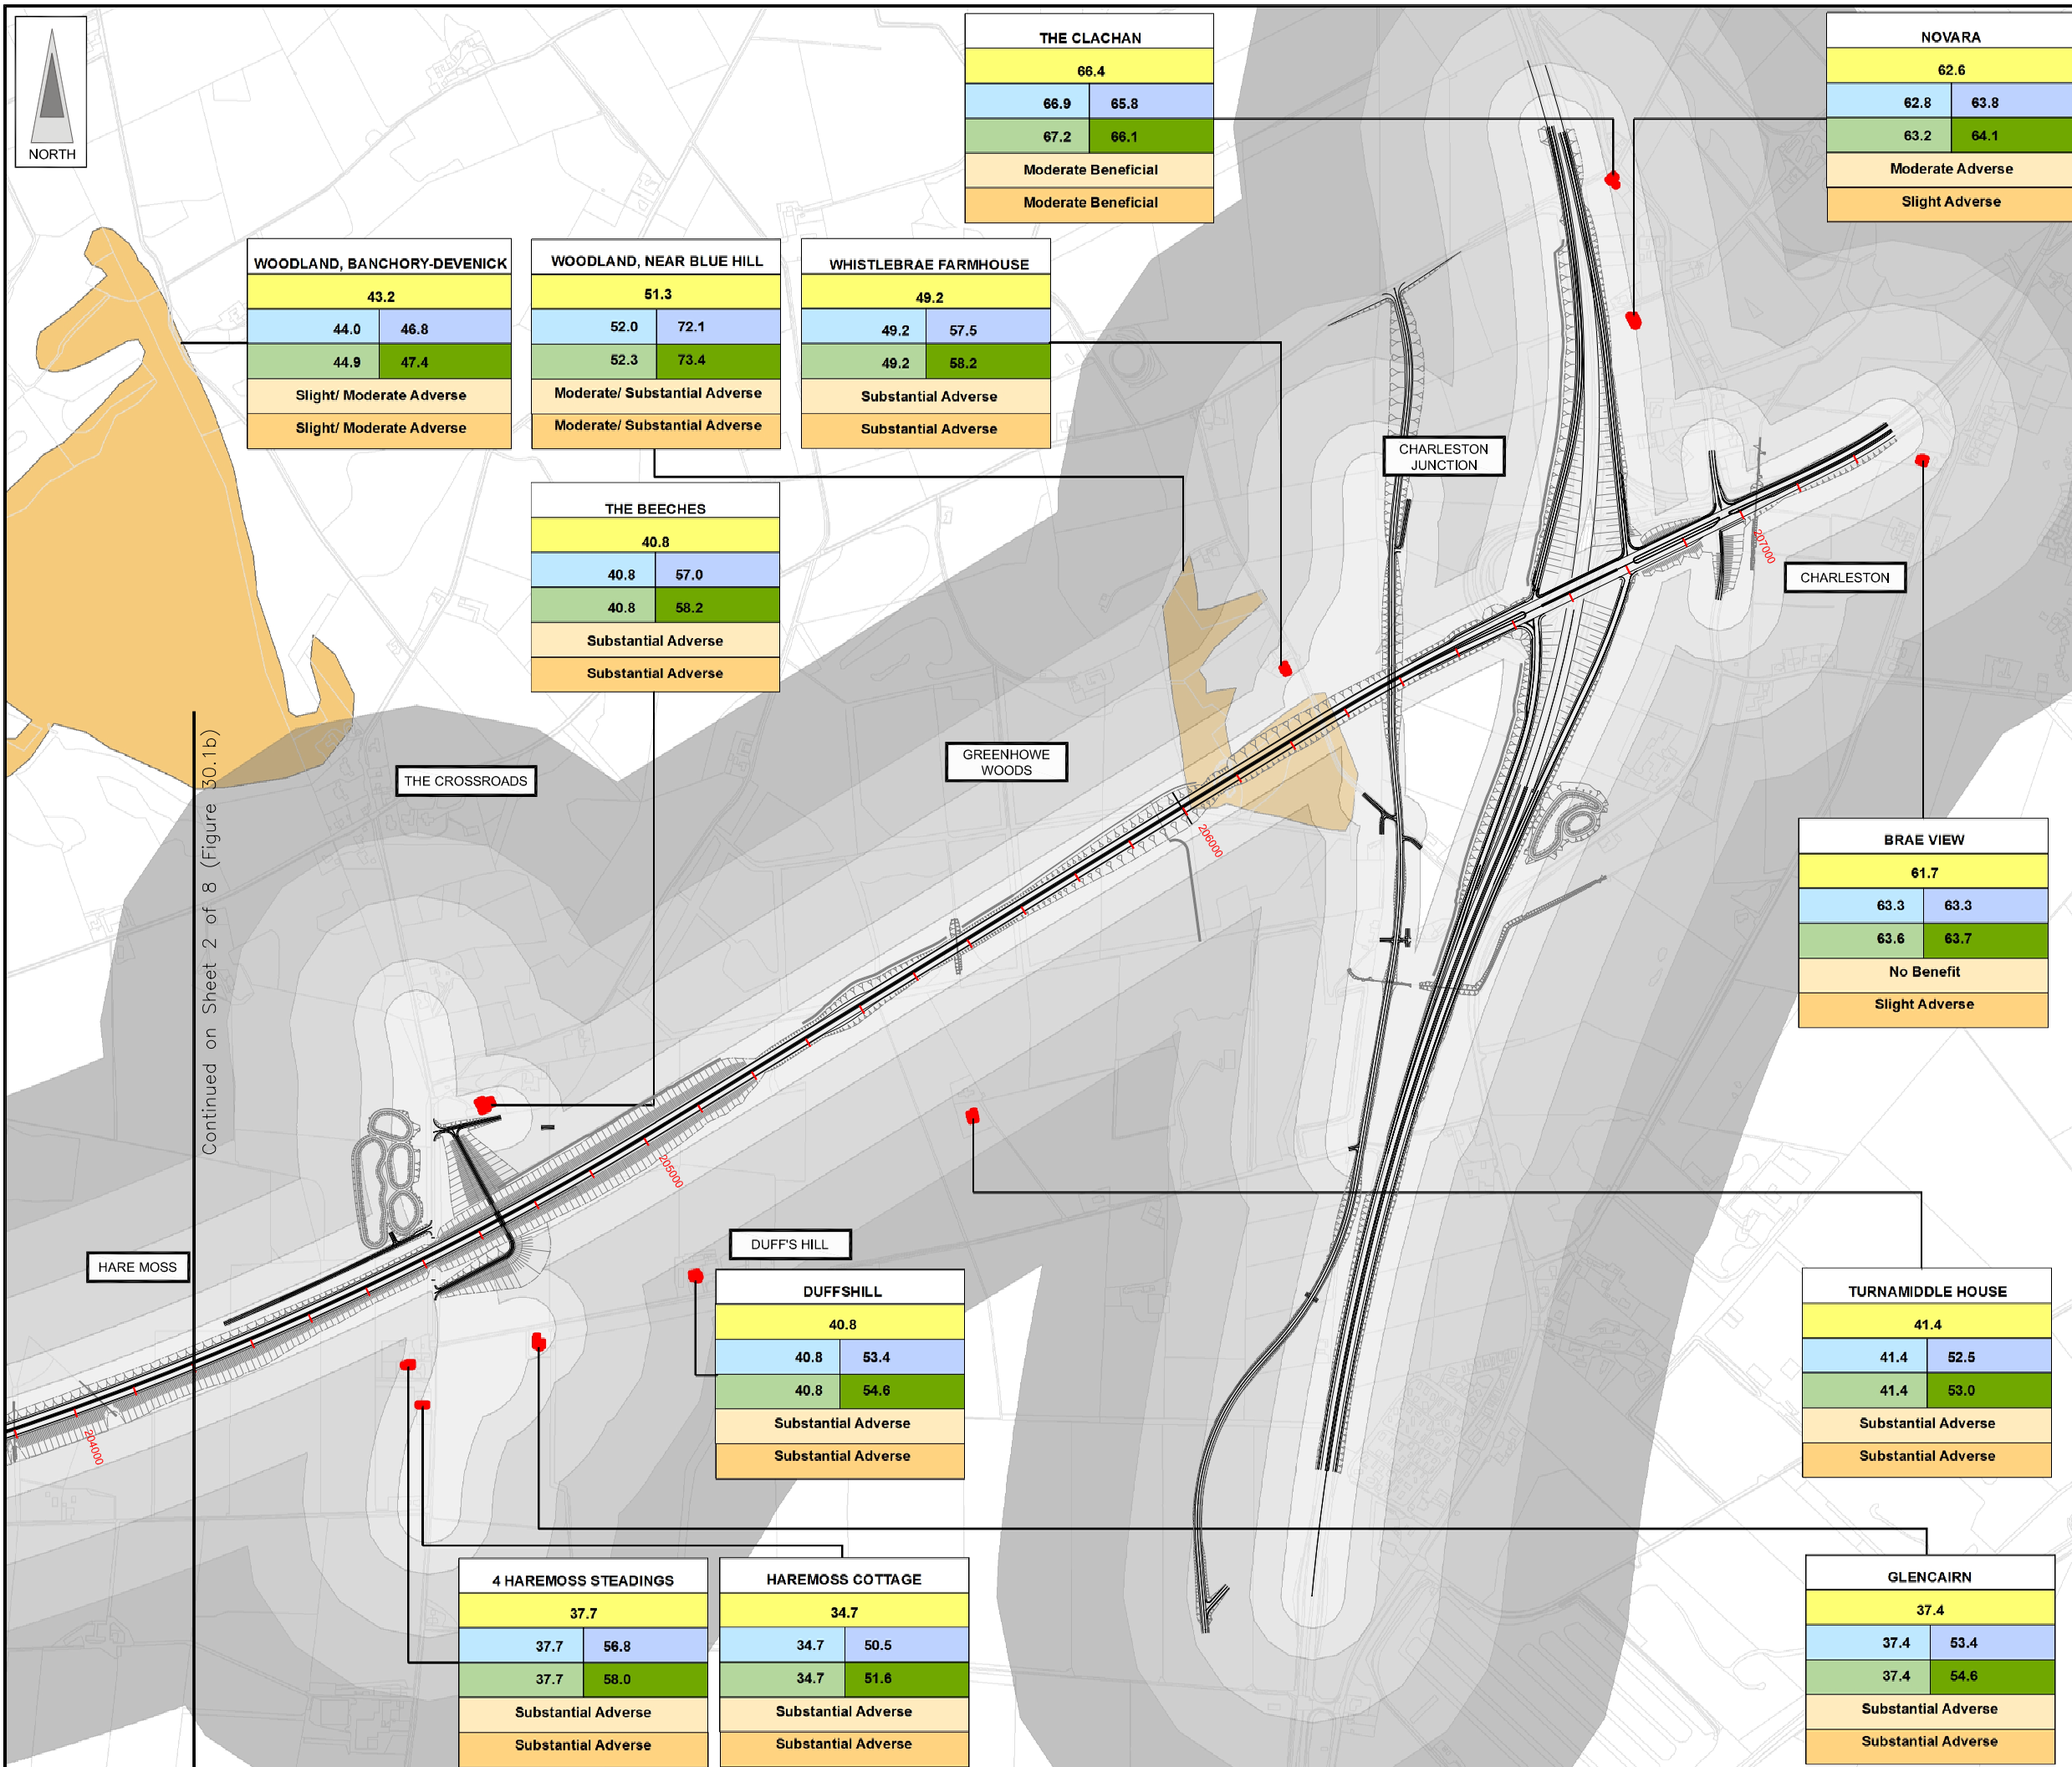 NORTH
THE CLACHAN
66.4
66.9 65.8
67.2 66.1
Moderate Beneficial
Moderate Beneficial
NOVARA
62.6
62.8 63.8
63.2 64.1
Moderate Adverse
Slight Adverse
WOODLAND, BANCHORY-DEVENICK
43.2
44.0 46.8
44.9 47.4
Slight/ Moderate Adverse
Slight/ Moderate Adverse
WOODLAND, NEAR BLUE HILL
51.3
52.0 72.1
52.3 73.4
Moderate/ Substantial Adverse
Moderate/ Substantial Adverse
WHISTLEBRAE FARMHOUSE
49.2
49.2 57.5
49.2 58.2
Substantial Adverse
Substantial Adverse
CHARLESTON
JUNCTION
THE BEECHES
40.8
40.8 57.0
40.8 58.2
Substantial Adverse
Substantial Adverse
207000
CHARLESTON
GREENHOWE
WOODS
THE CROSSROADS
Continued on Sheet 2 of 8 (Figure 30.1b)
206000
BRAE VIEW
61.7
63.3 63.3
63.6 63.7
No Benefit
Slight Adverse
205000
HARE MOSS
DUFF'S HILL
DUFFSHILL
40.8
40.8 53.4
40.8 54.6
Substantial Adverse
Substantial Adverse
TURNAMIDDLE HOUSE
41.4
41.4 52.5
41.4 53.0
Substantial Adverse
Substantial Adverse
204000
4 HAREMOSS STEADINGS
37.7
37.7 56.8
37.7 58.0
Substantial Adverse
Substantial Adverse
HAREMOSS COTTAGE
34.7
34.7 50.5
34.7 51.6
Substantial Adverse
Substantial Adverse
GLENCAIRN
37.4
37.4 53.4
37.4 54.6
Substantial Adverse
Substantial Adverse